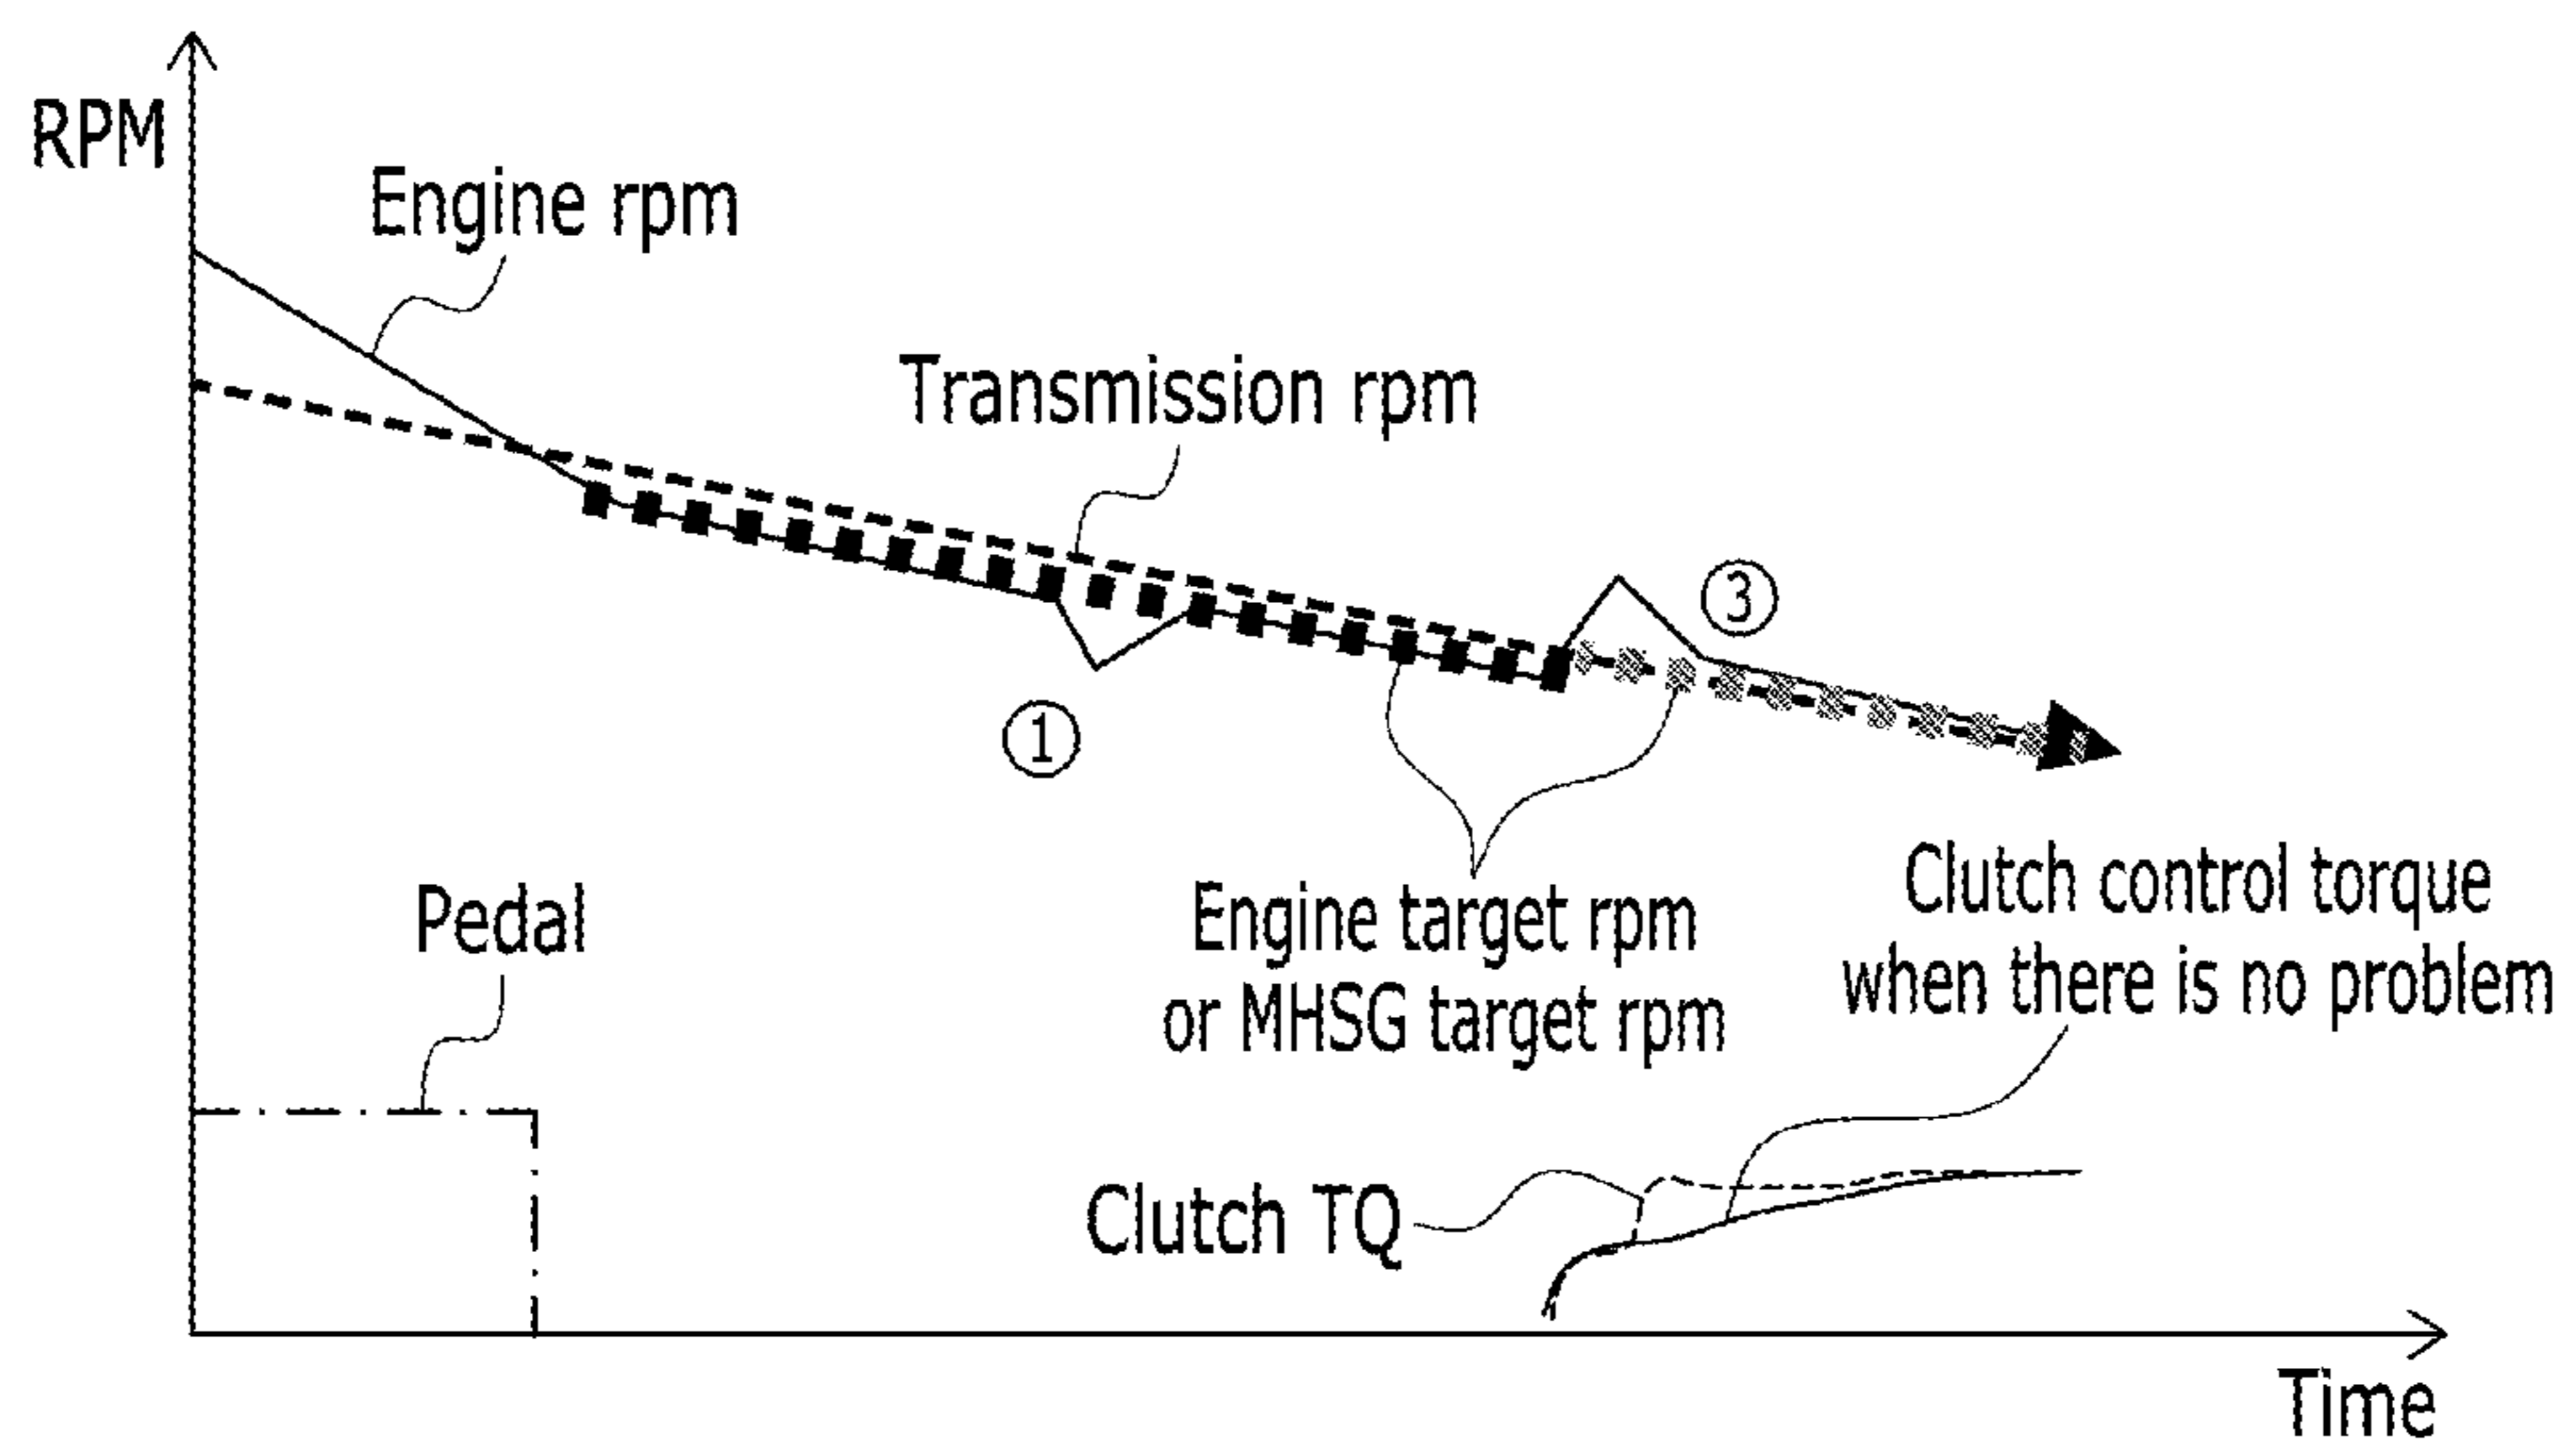 RPM
Engine rpm
Transmission rpm
③
①
Engine target rpm
or MHSG target rpm
Clutch control torque
when there is no problem
Pedal
Clutch TQ
Time